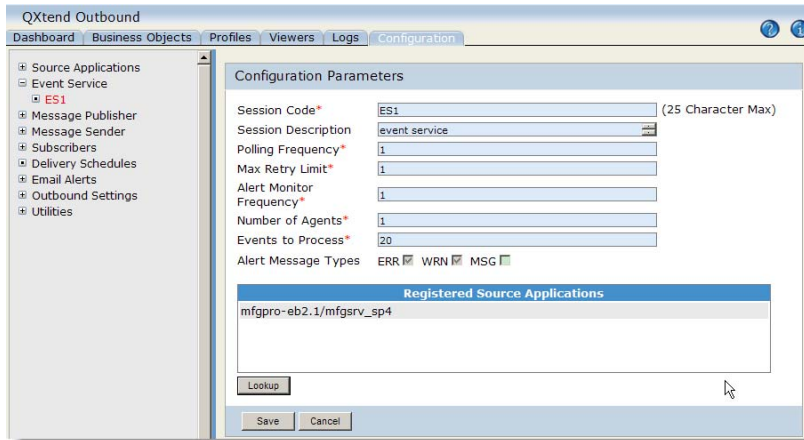 QXtend Outbound
Dashboard Business Objects Profiles Viewers Logs Configuration
Source Applications
Event Service
ES1
Message Publisher
Message Sender
Subscribers
Delivery Schedules
Email Alerts
Outbound Settings
Utilities
Configuration Parameters
Session Code* ES1 (25 Character Max)
Session Description event service
Polling Frequency* 1
Max Retry Limit* 1
Alert Monitor
Frequency* 1
Number of Agents* 1
Events to Process* 20
Alert Message Types ERR WRN MSG
Registered Source Applications
mfgpro-eb2.1/mfgsrv_sp4
Lookup
Save Cancel